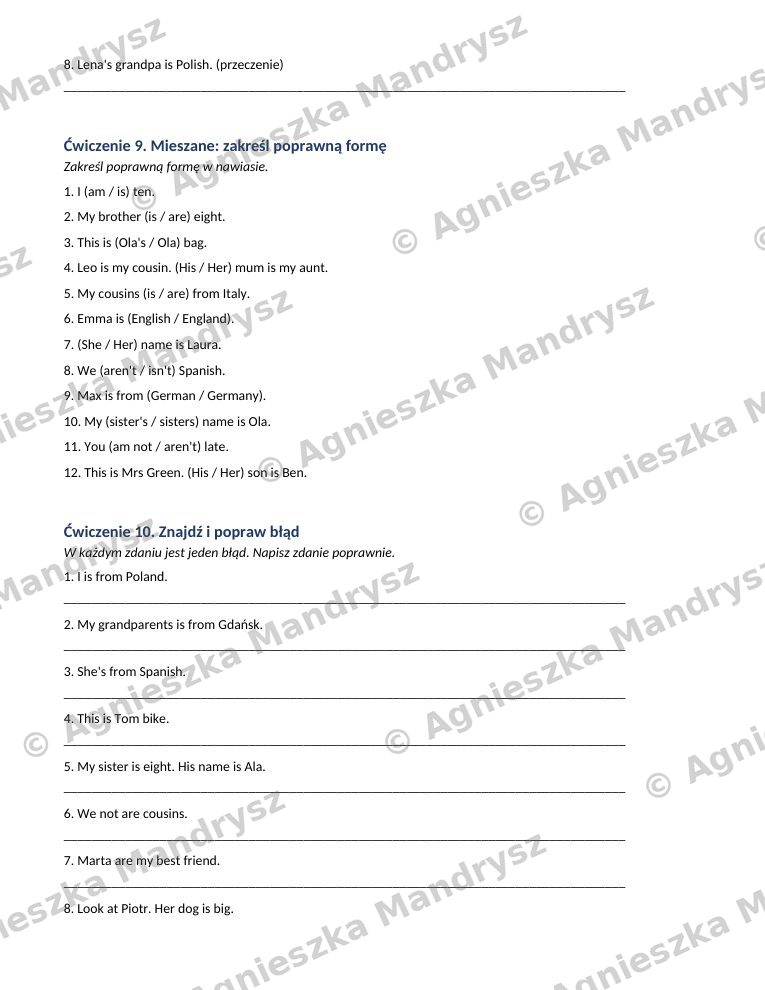 8. Lena's grandpa is Polish. (przeczenie)
Ćwiczenie 9. Mieszane: zakreśl poprawną formę
Zakreśl poprawną formę w nawiasie.
1. I (am / is) ten.
2. My brother (is / are) eight.
3. This is (Ola's / Ola) bag.
4. Leo is my cousin. (His / Her) mum is my aunt.
5. My cousins (is / are) from Italy.
6. Emma is (English / England).
7. (She / Her) name is Laura.
8. We (aren't / isn't) Spanish.
9. Max is from (German / Germany).
10. My (sister's / sisters) name is Ola.
11. You (am not / aren't) late.
12. This is Mrs Green. (His / Her) son is Ben.
Ćwiczenie 10. Znajdź i popraw błąd
W każdym zdaniu jest jeden błąd. Napisz zdanie poprawnie.
1. I is from Poland.
2. My grandparents is from Gdańsk.
3. She's from Spanish.
4. This is Tom bike.
5. My sister is eight. His name is Ala.
6. We not are cousins.
7. Marta are my best friend.
8. Look at Piotr. Her dog is big.
© Agnieszka Mandrysz